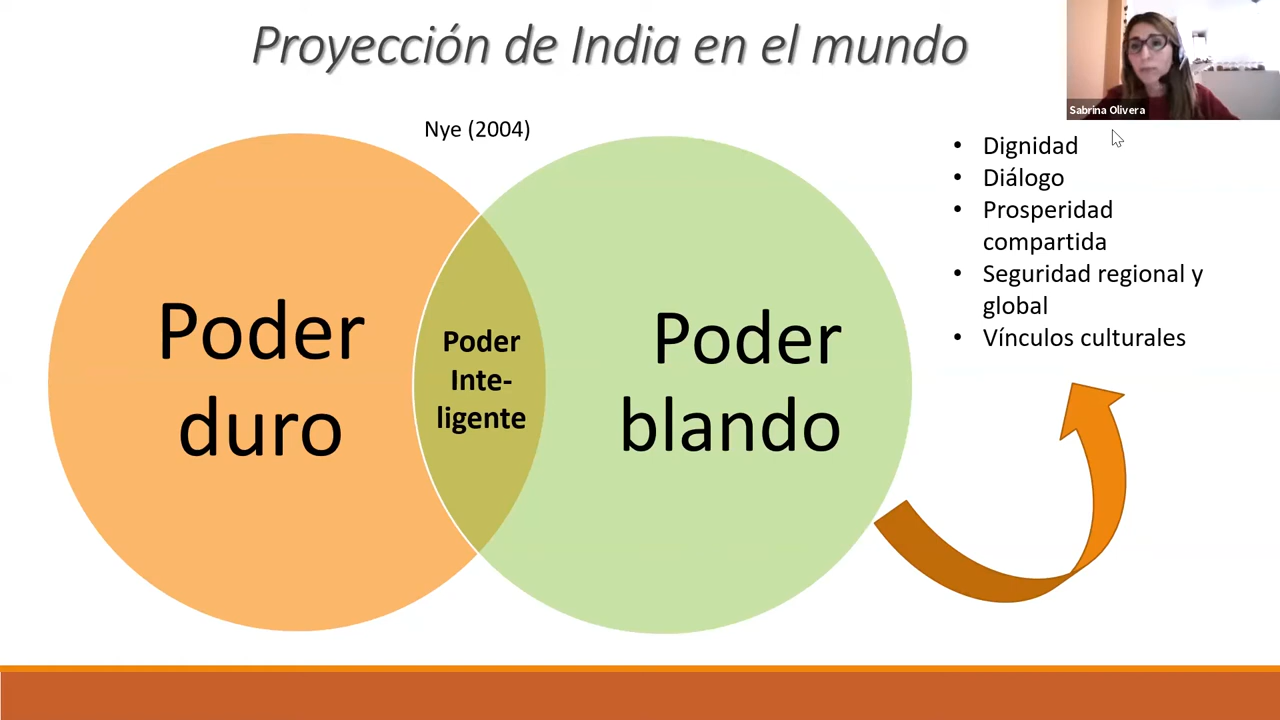 Proyección de India en el mundo
Sabrina Olivera
Nye (2004)
Poder
duro
Poder
Inte-
ligente
Poder
blando
• Dignidad
• Diálogo
• Prosperidad
compartida
• Seguridad regional y
global
• Vínculos culturales